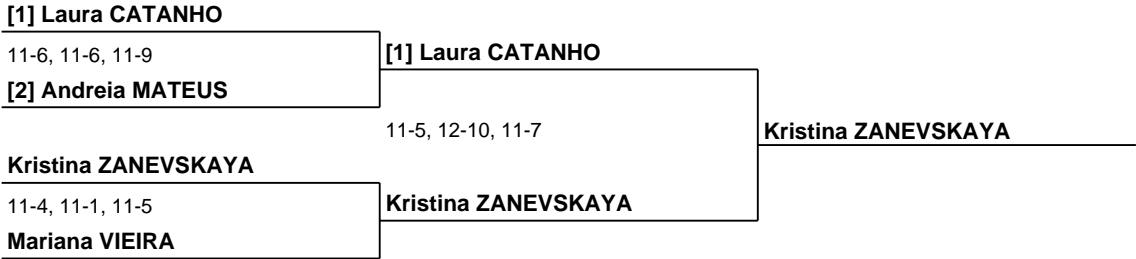 [1] Laura CATANHO
11-6, 11-6, 11-9
[1] Laura CATANHO
[2] Andreia MATEUS
11-5, 12-10, 11-7
Kristina ZANEVSKAYA
Kristina ZANEVSKAYA
11-4, 11-1, 11-5
Kristina ZANEVSKAYA
Mariana VIEIRA